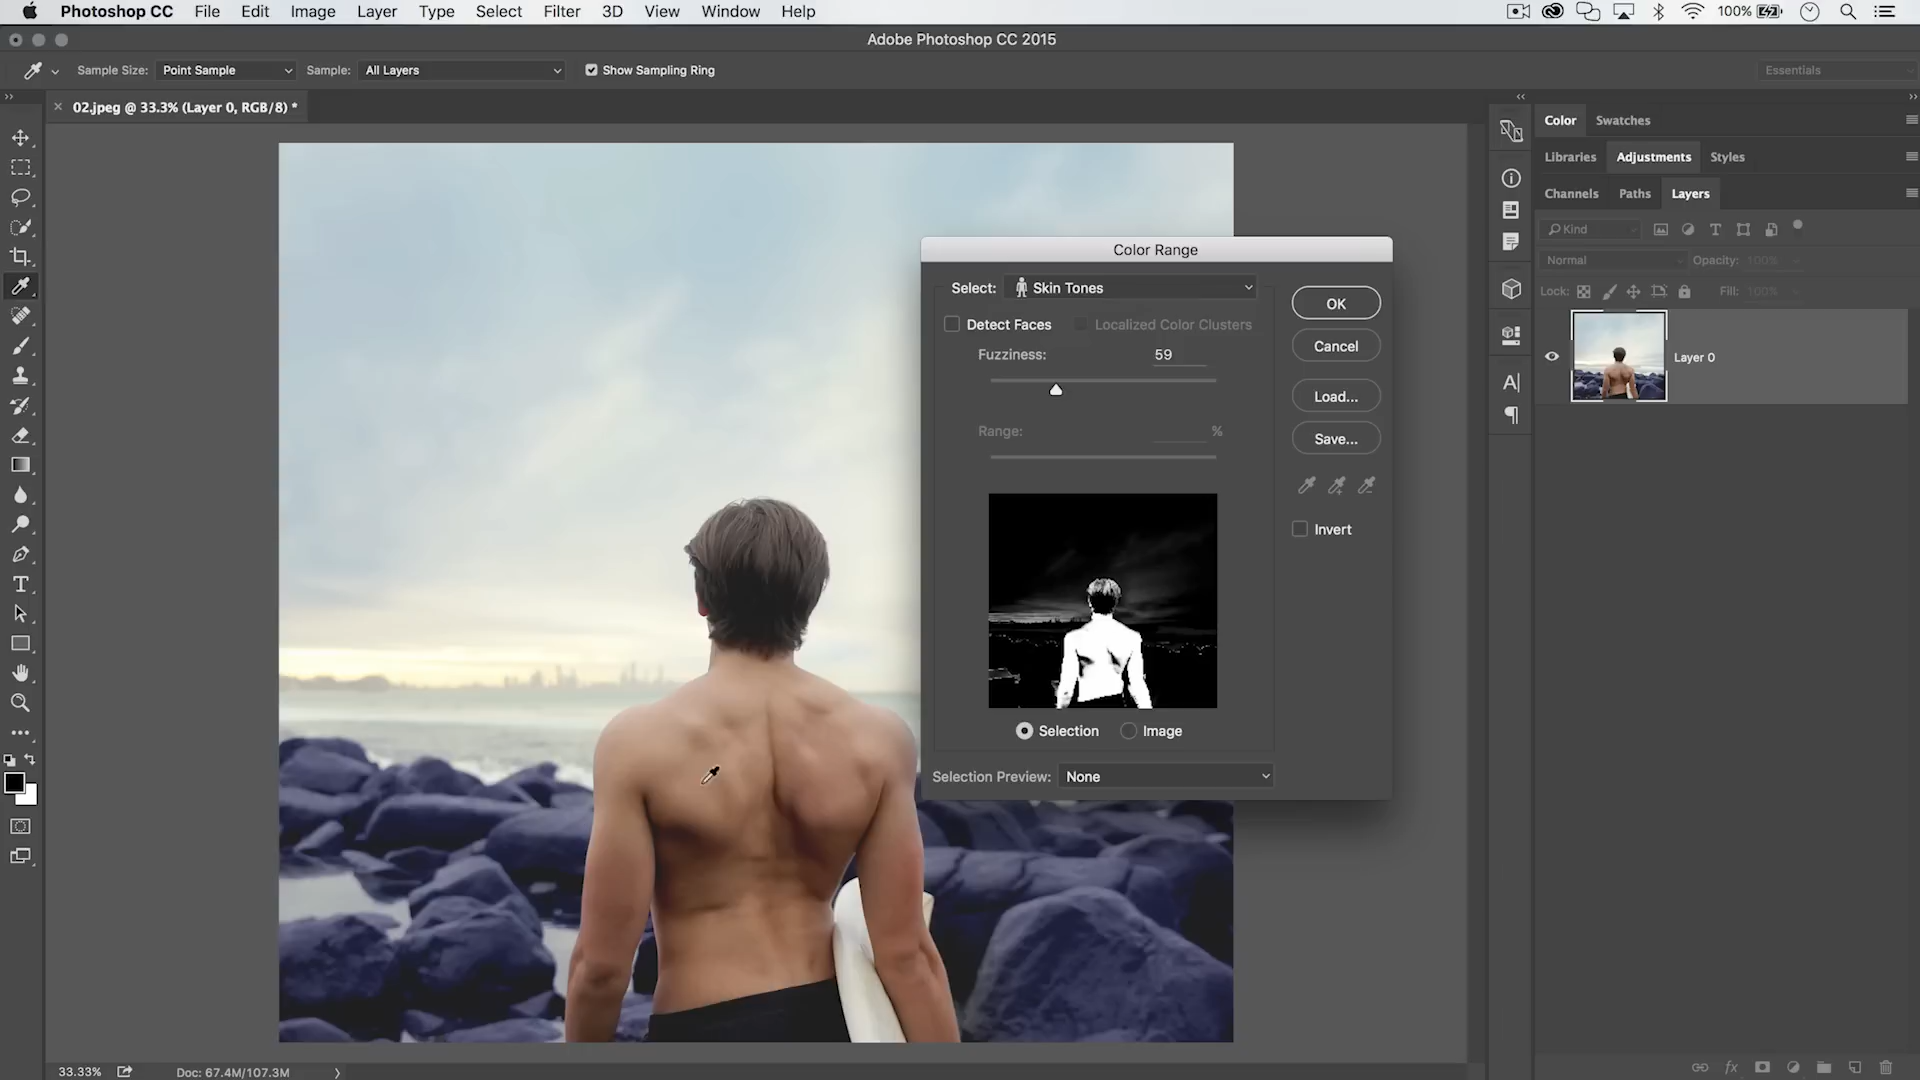 Photoshop CC File Edit Image Layer Type Select Filter 3D View Window Help 100%
Adobe Photoshop CC 2015
Sample Size: Point Sample Sample: All Layers Show Sampling Ring Essentials
× 02.jpeg @ 33.3% (Layer 0, RGB/8) *
Color Swatches
Libraries Adjustments Styles
Channels Paths Layers
Kind
Normal Opacity: 100%
Lock: Fill: 100%
Layer 0
Color Range
Select: Skin Tones
OK
Detect Faces Localized Color Clusters
Cancel
Fuzziness: 59
Load...
Range: %
Save...
Invert
Selection Image
Selection Preview: None
33.33% Doc: 67.4M/107.3M